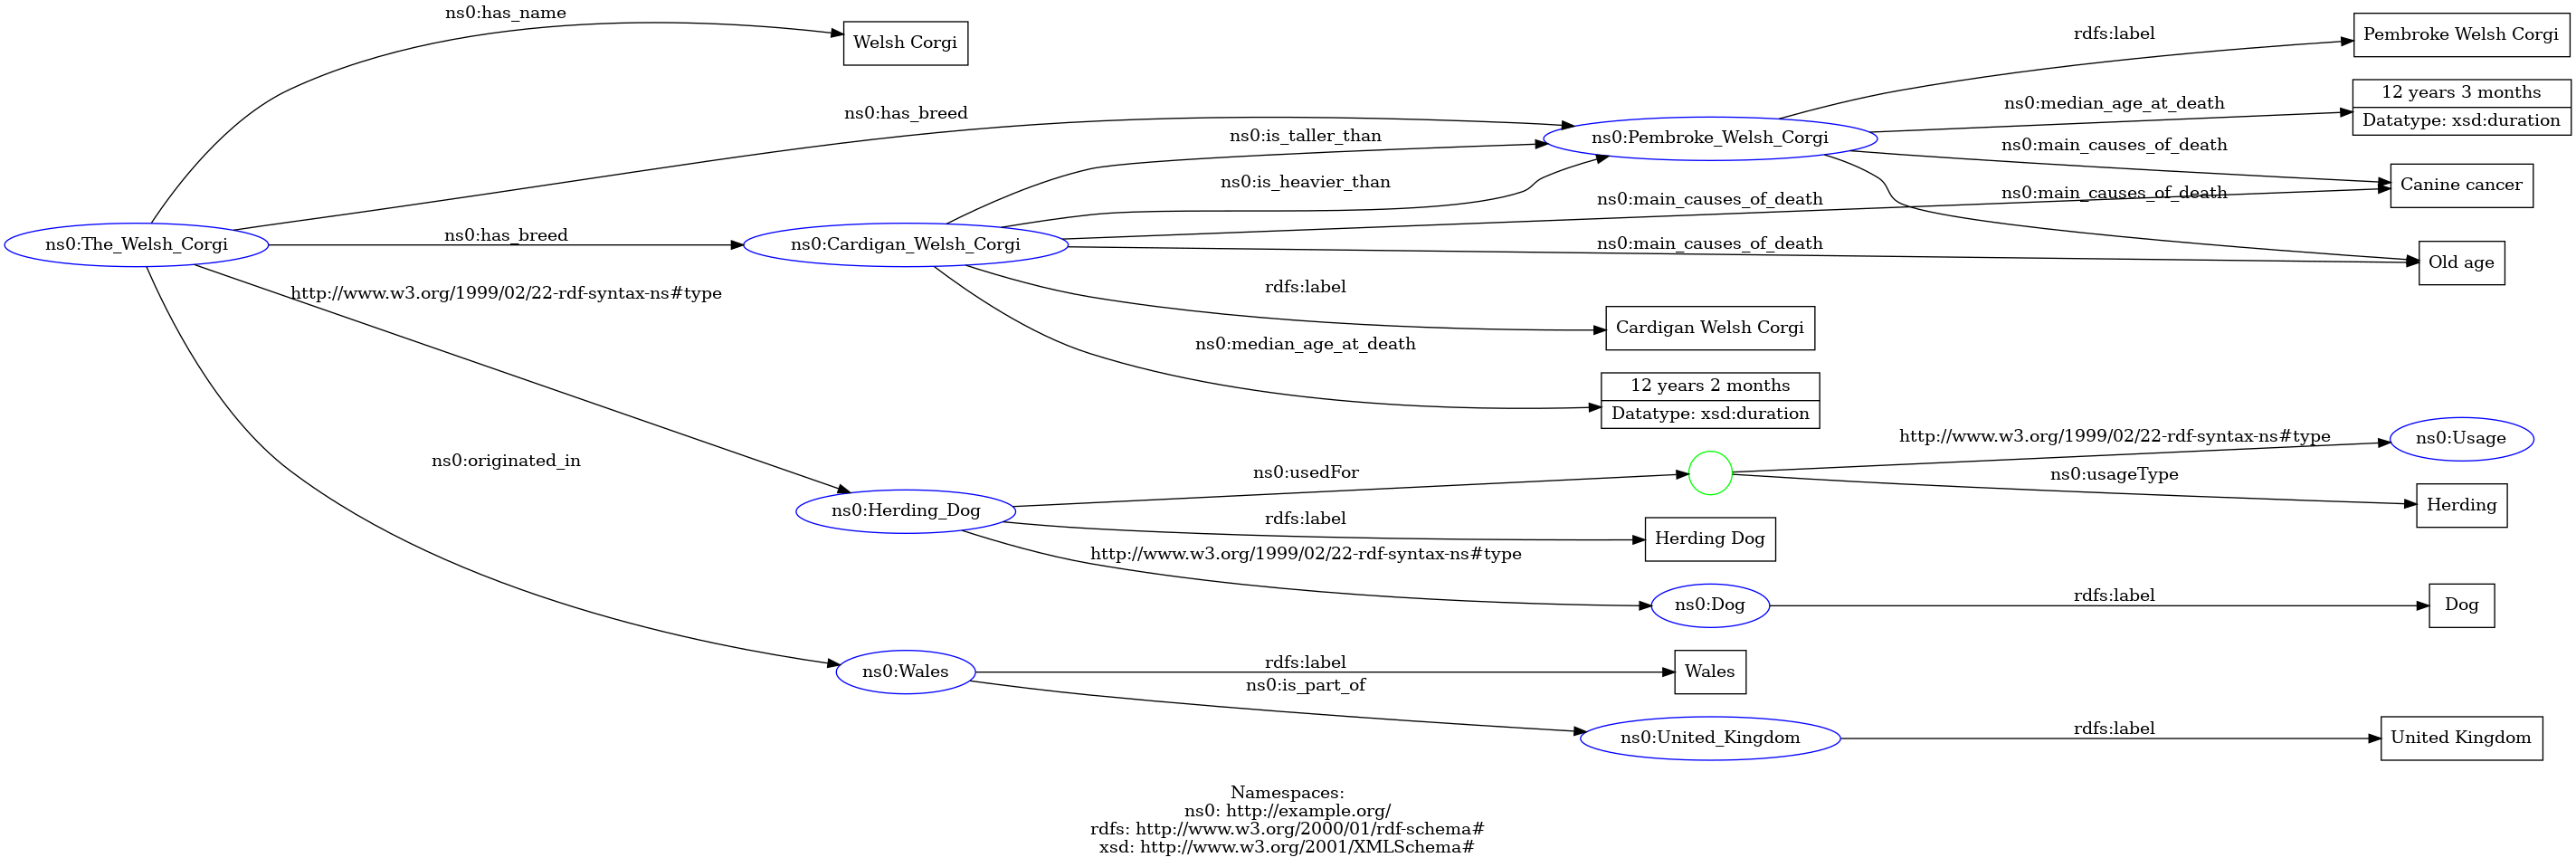 ns0:has_name
Welsh Corgi
rdfs:label
Pembroke Welsh Corgi
ns0:has_breed
ns0:is_taller_than
ns0:Pembroke_Welsh_Corgi
ns0:median_age_at_death
12 years 3 months
Datatype: xsd:duration
ns0:main_causes_of_death
Canine cancer
ns0:is_heavier_than
ns0:main_causes_of_death
ns0:main_causes_of_death
ns0:The_Welsh_Corgi
ns0:has_breed
ns0:Cardigan_Welsh_Corgi
ns0:main_causes_of_death
Old age
http://www.w3.org/1999/02/22-rdf-syntax-ns#type
rdfs:label
Cardigan Welsh Corgi
ns0:median_age_at_death
12 years 2 months
Datatype: xsd:duration
ns0:originated_in
ns0:Herding_Dog
ns0:usedFor
http://www.w3.org/1999/02/22-rdf-syntax-ns#type
ns0:Usage
ns0:usageType
Herding
rdfs:label
Herding Dog
http://www.w3.org/1999/02/22-rdf-syntax-ns#type
ns0:Dog
rdfs:label
Dog
ns0:Wales
rdfs:label
Wales
ns0:is_part_of
ns0:United_Kingdom
rdfs:label
United Kingdom
Namespaces:
ns0: http://example.org/
rdfs: http://www.w3.org/2000/01/rdf-schema#
xsd: http://www.w3.org/2001/XMLSchema#